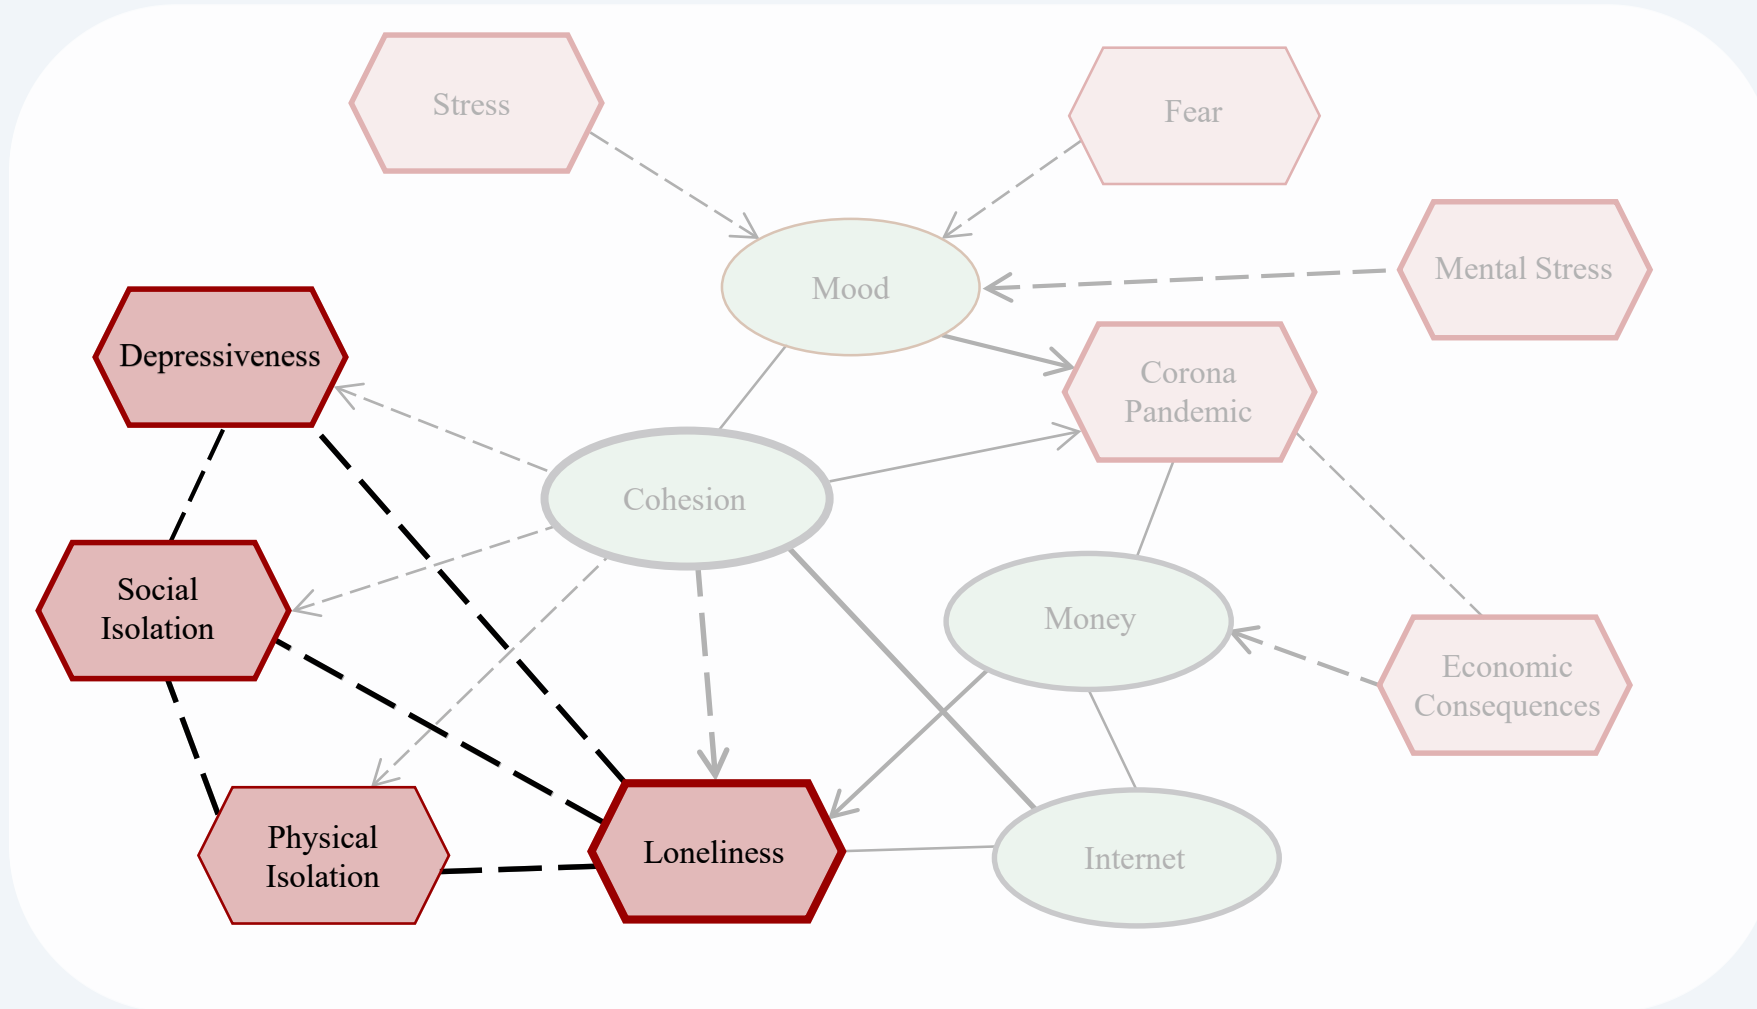 Stress
Fear
Mood
Mental Stress
Depressiveness
Corona
Pandemic
Cohesion
Social
Isolation
Money
Economic
Consequences
Physical
Isolation
Loneliness
Internet